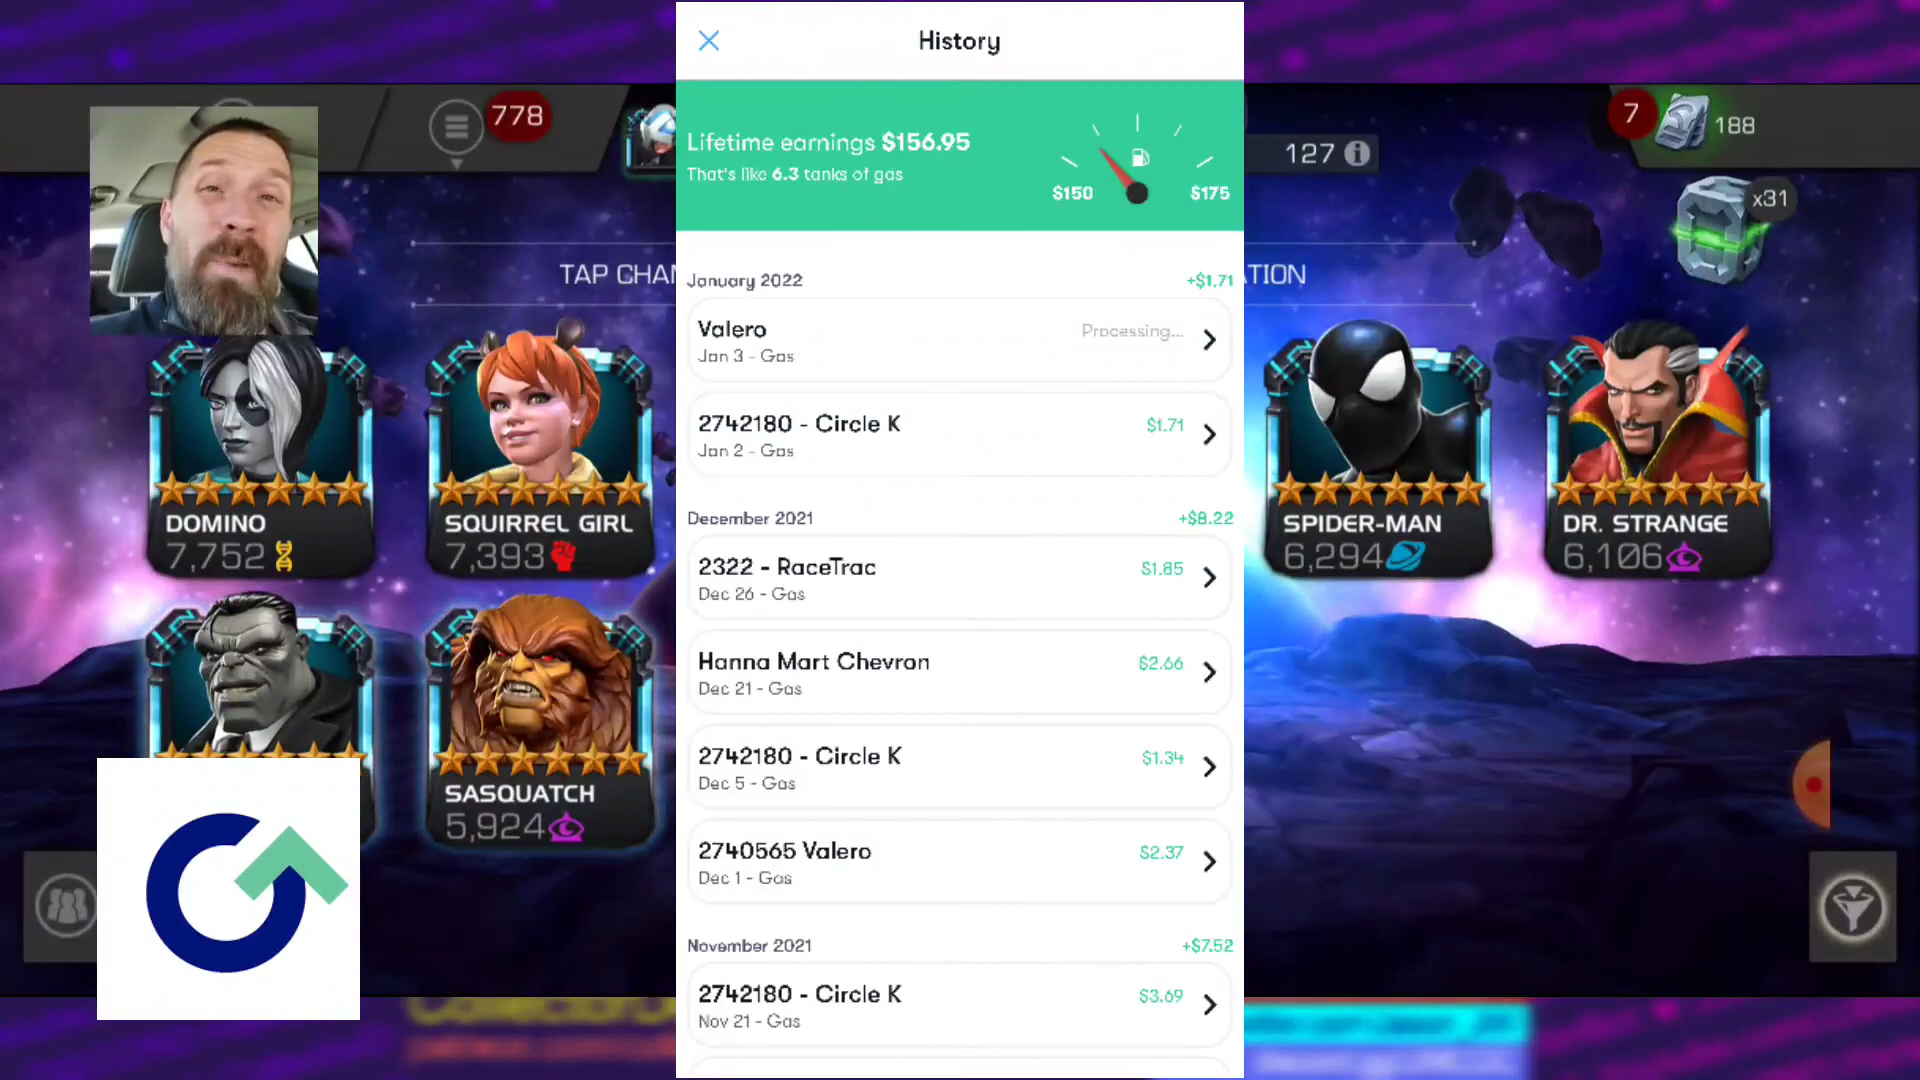 History
Lifetime earnings $156.95
That's like 6.3 tanks of gas
$150
$175
January 2022
+$1.71
Valero
Processing...
Jan 3 - Gas
2742180 - Circle K
$1.71
Jan 2 - Gas
December 2021
+$8.22
2322 - RaceTrac
$1.85
Dec 26 - Gas
Hanna Mart Chevron
$2.66
Dec 21 - Gas
2742180 - Circle K
$1.34
Dec 5 - Gas
2740565 Valero
$2.37
Dec 1 - Gas
November 2021
+$7.52
2742180 - Circle K
$3.69
Nov 21 - Gas
778
127
7
188
x31
TAP CHA
TION
DOMINO
7,752
SQUIRREL GIRL
7,393
SPIDER-MAN
6,294
DR. STRANGE
6,106
SASQUATCH
5,924